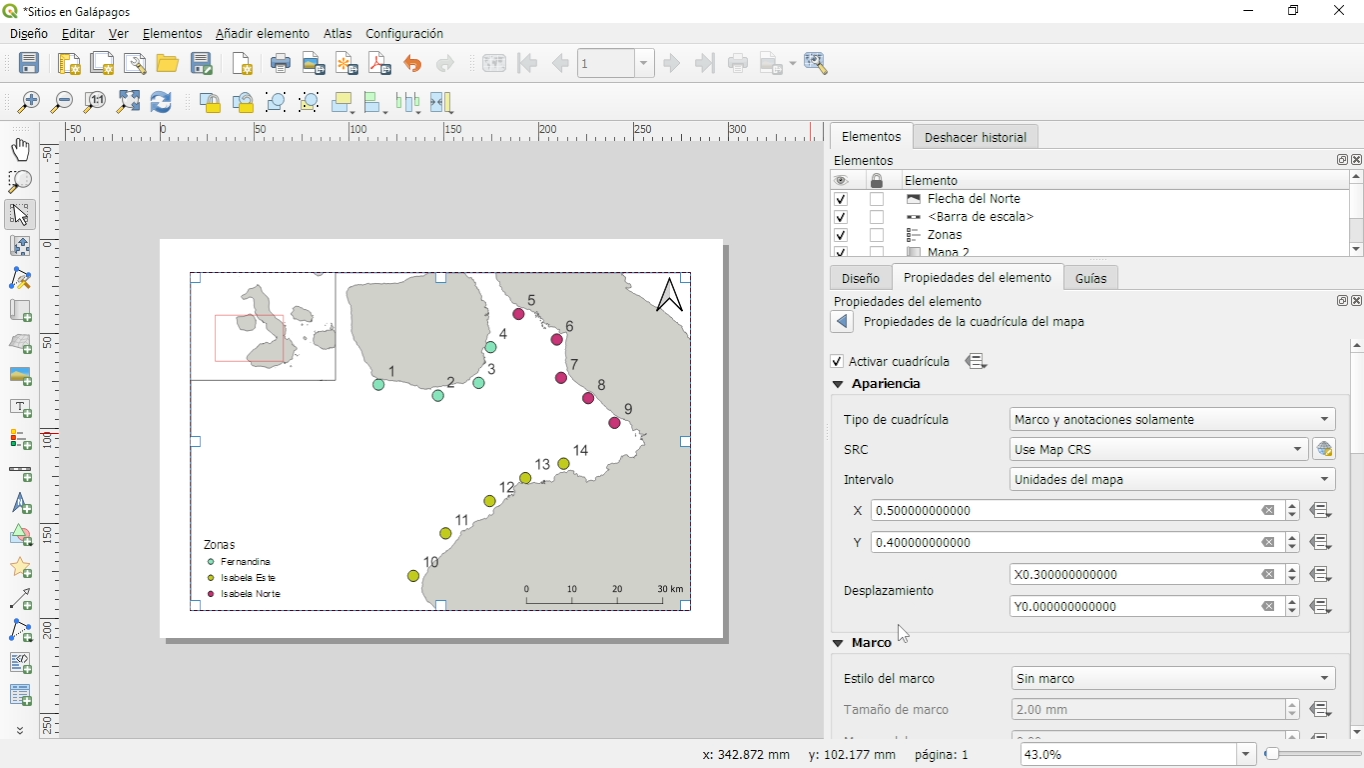 *Sitios en Galápagos
Diseño Editar Ver Elementos Añadir elemento Atlas Configuración
1
-50 0 50 100 150 200 250 300
Elementos Deshacer historial
Elementos
Elemento
Flecha del Norte
<Barra de escala>
Zonas
Mapa 2
Diseño Propiedades del elemento Guías
Propiedades del elemento
Propiedades de la cuadrícula del mapa
Activar cuadrícula
Apariencia
Tipo de cuadrícula Marco y anotaciones solamente
SRC Use Map CRS
Intervalo Unidades del mapa
X 0.500000000000
Y 0.400000000000
Desplazamiento
X0.300000000000
Y0.000000000000
Marco
Estilo del marco Sin marco
Tamaño de marco 2.00 mm
-50
0
50
100
150
200
250
1
2
3
4
5
6
7
8
9
10
11
12
13
14
Zonas
Fernandina
Isabela Este
Isabela Norte
0 10 20 30 km
x: 342.872 mm y: 102.177 mm página: 1 43.0%